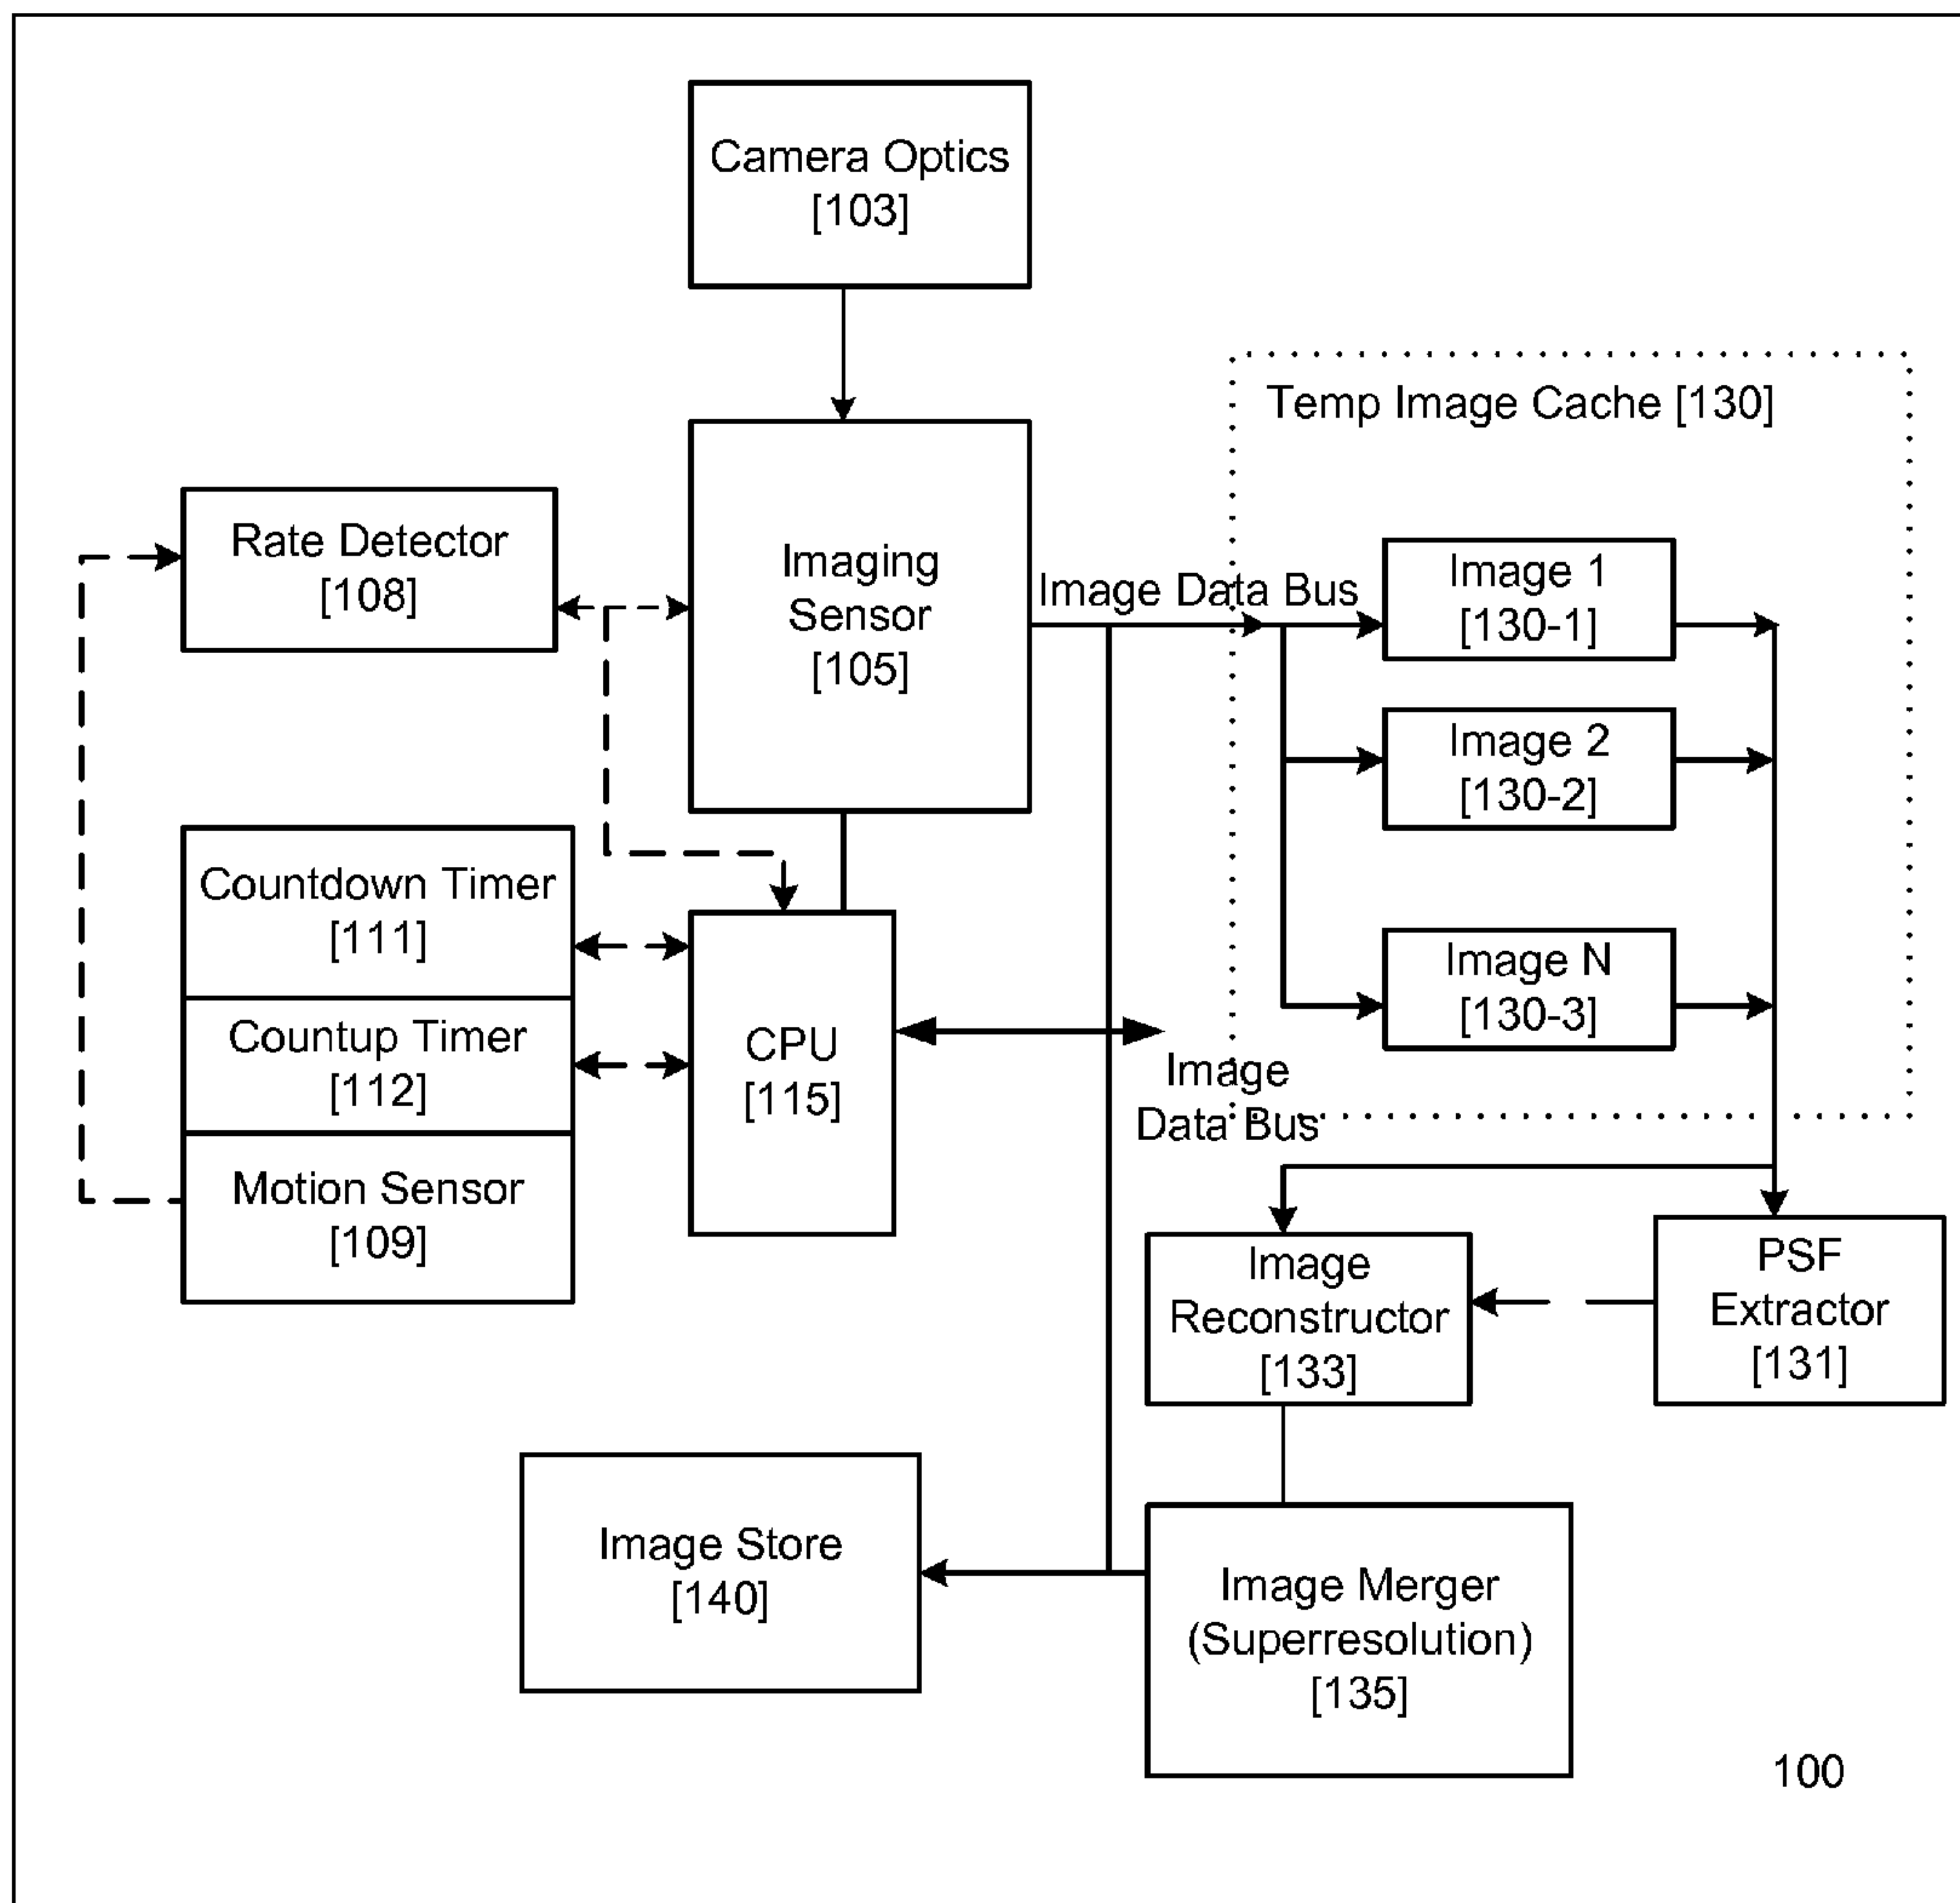 Camera Optics
[103]
Temp Image Cache [130]
Rate Detector
[108]
Imaging
Sensor
[105]
Image Data Bus
Image 1
[130-1]
Image 2
[130-2]
Image N
[130-3]
Countdown Timer
[111]
Countup Timer
[112]
Motion Sensor
[109]
CPU
[115]
Image
Data Bus
Image
Reconstructor
[133]
PSF
Extractor
[131]
Image Store
[140]
Image Merger
(Superresolution)
[135]
100